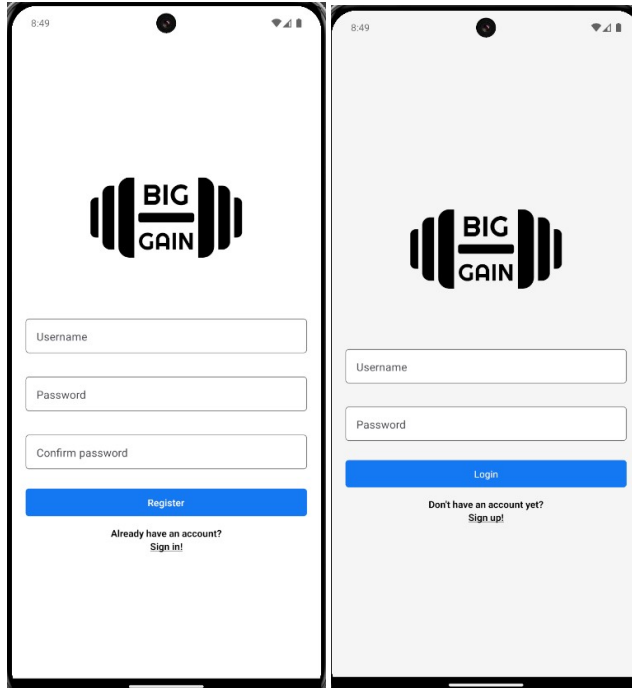 8:49
BIG
GAIN
Username
Password
Confirm password
Register
Already have an account?
Sign in!
8:49
BIG
GAIN
Username
Password
Login
Don't have an account yet?
Sign up!